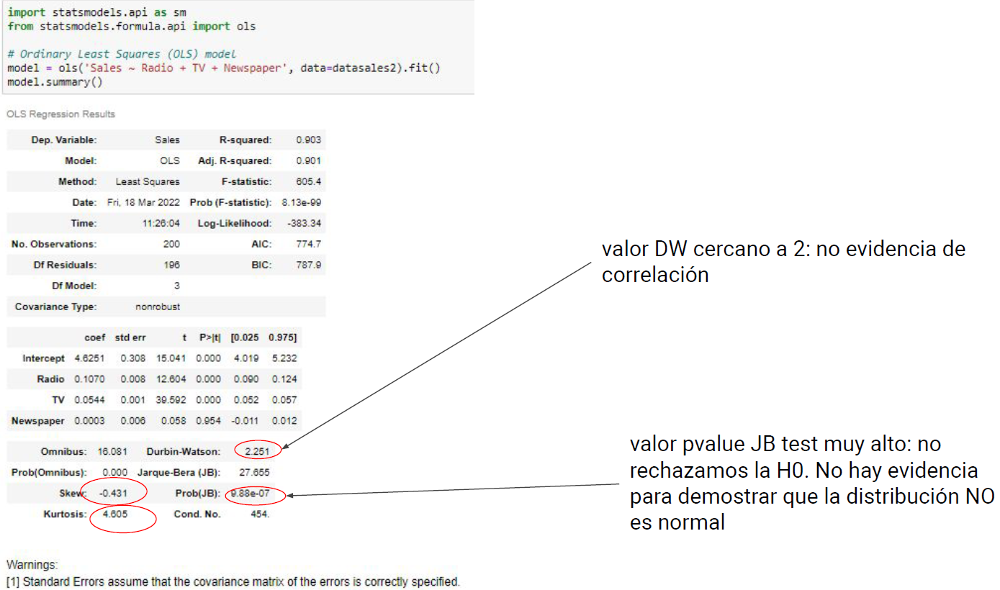 import statsmodels.api as sm
from statsmodels.formula.api import ols
# Ordinary Least Squares (OLS) model
model = ols('Sales ~ Radio + TV + Newspaper', data=datasales2).fit()
model.summary()
OLS Regression Results
Dep. Variable: Sales R-squared: 0.903
Model: OLS Adj. R-squared: 0.901
Method: Least Squares F-statistic: 605.4
Date: Fri, 18 Mar 2022 Prob (F-statistic): 8.13e-99
Time: 11:26:04 Log-Likelihood: -383.34
No. Observations: 200 AIC: 774.7
Df Residuals: 196 BIC: 787.9
Df Model: 3
Covariance Type: nonrobust
coef std err t P>|t| [0.025 0.975]
Intercept 4.6251 0.308 15.041 0.000 4.019 5.232
Radio 0.1070 0.008 12.604 0.000 0.090 0.124
TV 0.0544 0.001 39.592 0.000 0.052 0.057
Newspaper 0.0003 0.006 0.058 0.954 -0.011 0.012
Omnibus: 16.081 Durbin-Watson: 2.251
Prob(Omnibus): 0.000 Jarque-Bera (JB): 27.655
Skew: -0.431 Prob(JB): 9.88e-07
Kurtosis: 4.605 Cond. No. 454.
Warnings:
[1] Standard Errors assume that the covariance matrix of the errors is correctly specified.
valor DW cercano a 2: no evidencia de
correlación
valor pvalue JB test muy alto: no
rechazamos la H0. No hay evidencia
para demostrar que la distribución NO
es normal